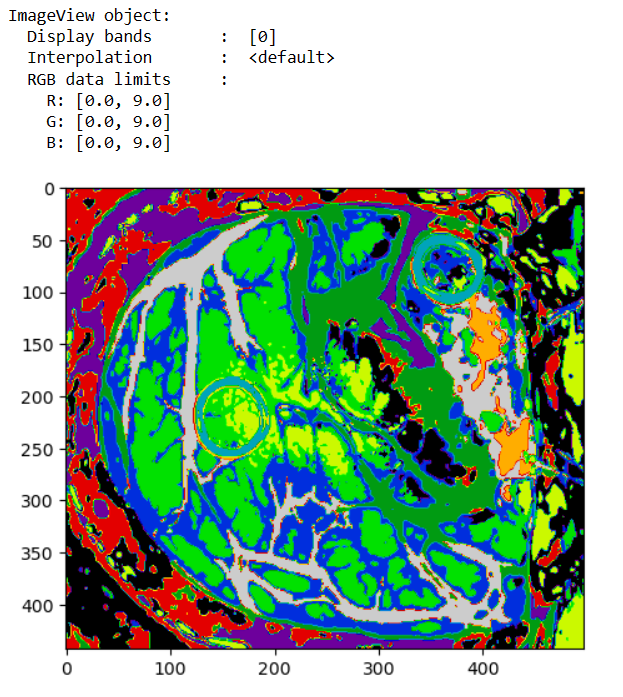 ImageView object:
  Display bands       :  [0]
  Interpolation       :  <default>
  RGB data limits     :
    R: [0.0, 9.0]
    G: [0.0, 9.0]
    B: [0.0, 9.0]
0
50
100
150
200
250
300
350
400
0 100 200 300 400